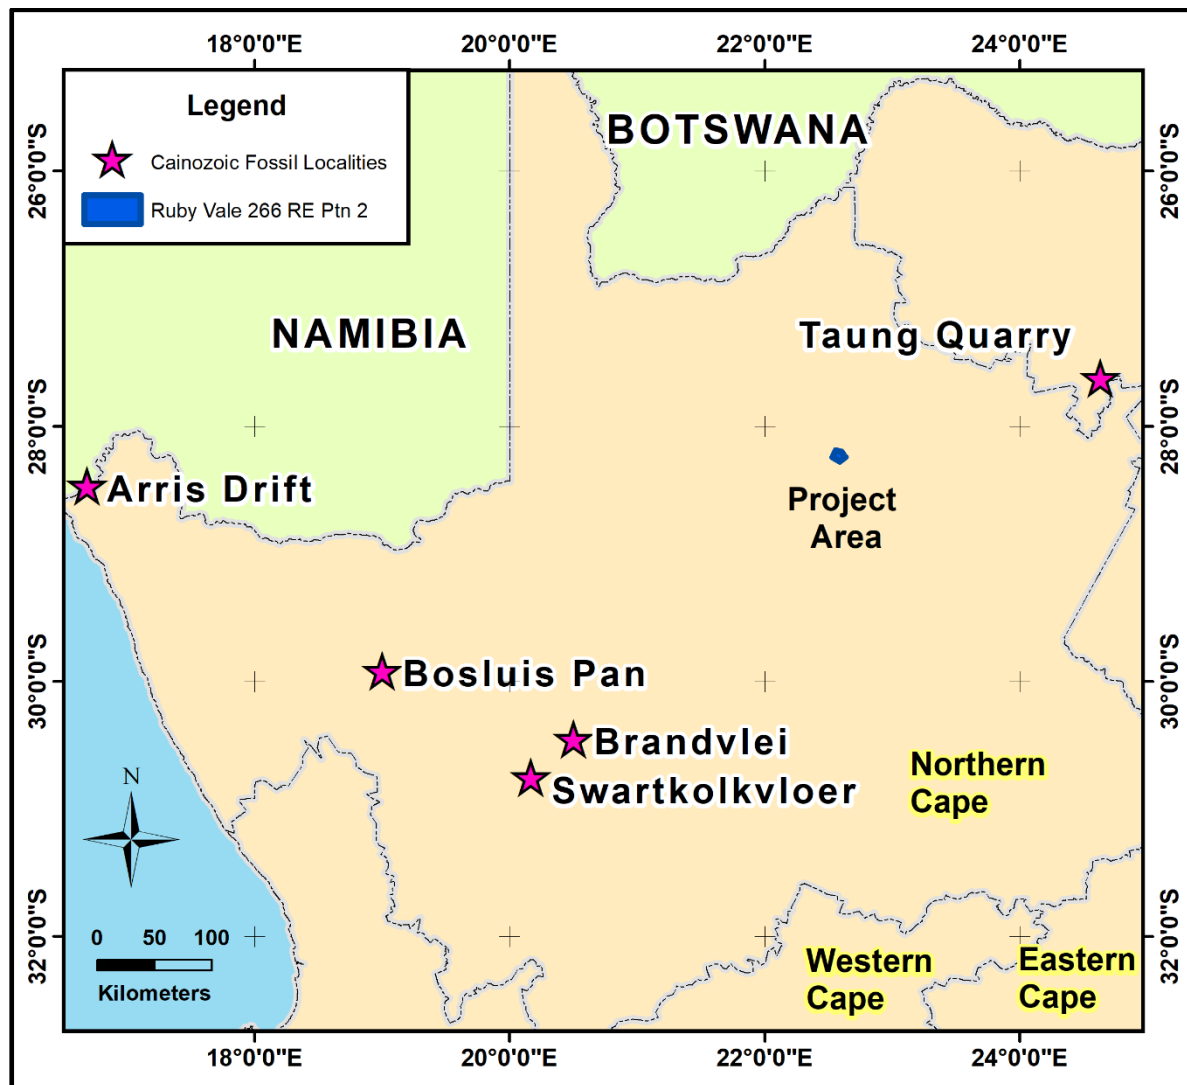 18°0'0"E 20°0'0"E 22°0'0"E 24°0'0"E
Legend
Cainozoic Fossil Localities
Ruby Vale 266 RE Ptn 2
BOTSWANA
26°0'0"S 26°0'0"S
NAMIBIA
Taung Quarry
28°0'0"S 28°0'0"S
Arris Drift
Project
Area
Bosluis Pan
30°0'0"S 30°0'0"S
Brandvlei
Swartkolkvloer
Northern
Cape
N
0 50 100
Kilometers
32°0'0"S 32°0'0"S
Western
Cape
Eastern
Cape
18°0'0"E 20°0'0"E 22°0'0"E 24°0'0"E